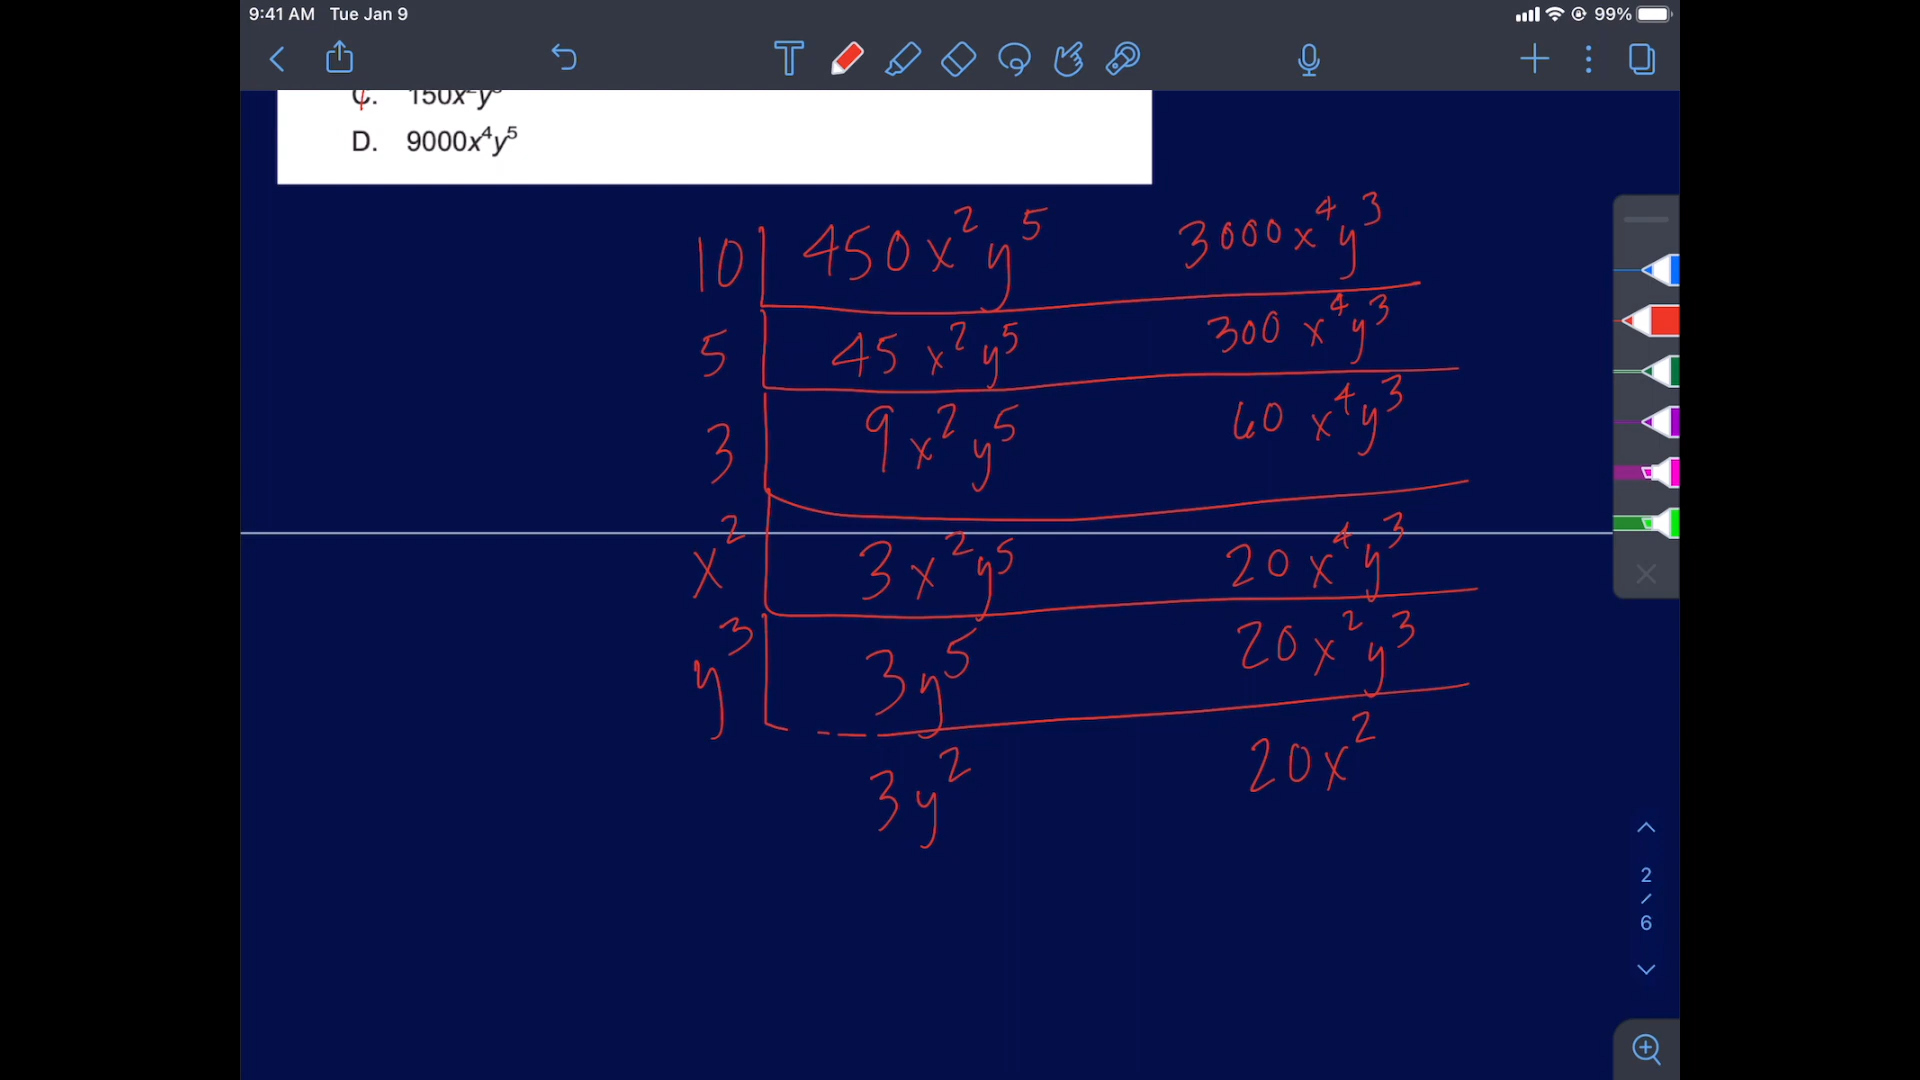 9:41 AM Tue Jan 9 99%
T
C. 150x²y³
D. 9000x⁴y⁵
10 450x²y⁵ 3000x⁴y³
5 45x²y⁵ 300x⁴y³
3 9x²y⁵ 60x⁴y³
x² 3x²y⁵ 20x⁴y³
y³ 3y⁵ 20x²y³
3y² 20x²
2
/
6